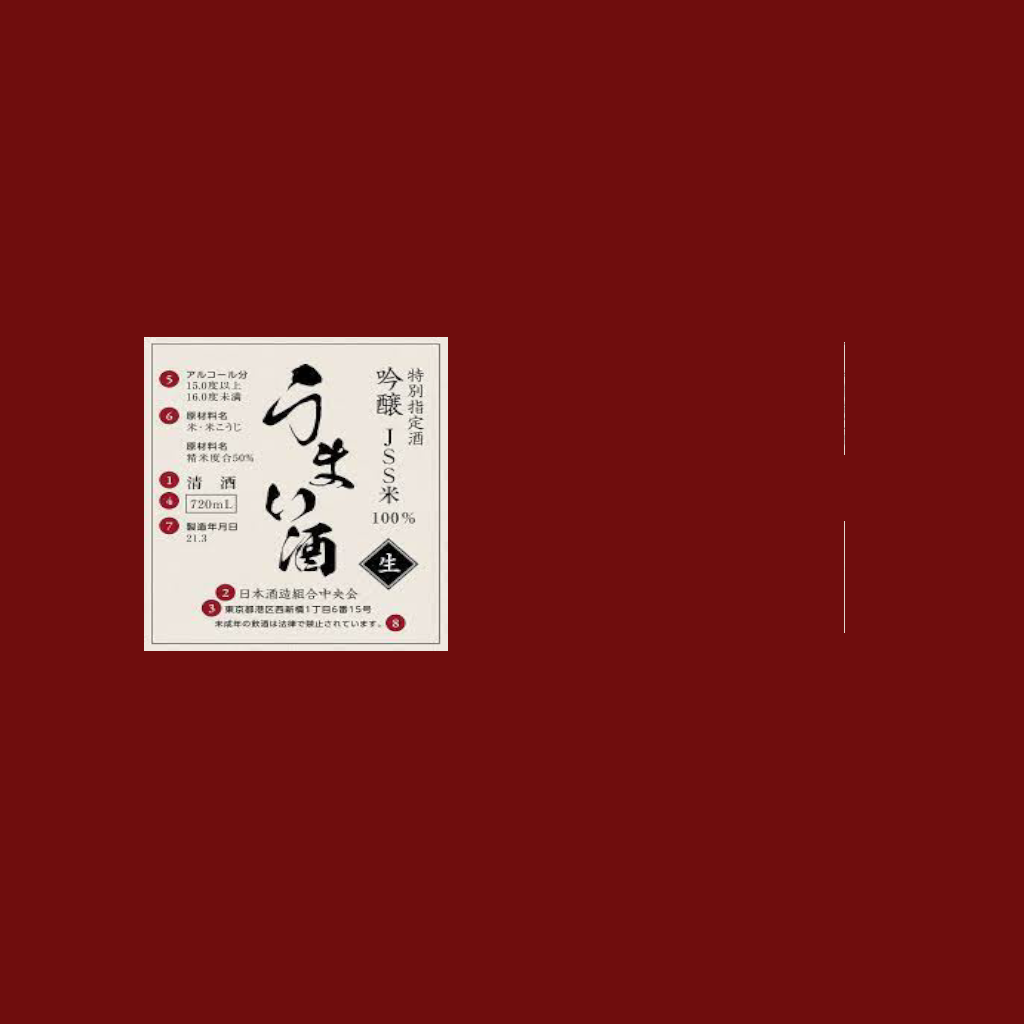 特別指定酒
吟醸 JSS米
100%
生
うまい酒
5 アルコール分
15.0度以上
16.0度未満
6 原材料名
米・米こうじ
原材料名
精米度合50%
1 清 酒
4 720mL
7 製造年月日
21.3
2 日本酒造組合中央会
3 東京都港区西新橋1丁目6番15号
未成年の飲酒は法律で禁止されています。 8